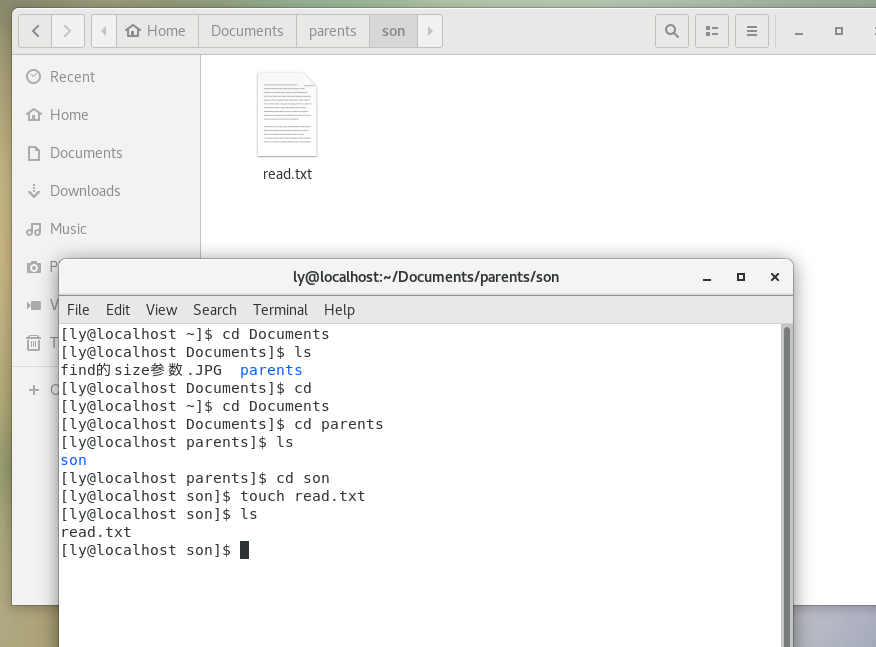 Home Documents parents son
Recent
Home
Documents
Downloads
Music
read.txt
ly@localhost:~/Documents/parents/son
File Edit View Search Terminal Help
[ly@localhost ~]$ cd Documents
[ly@localhost Documents]$ ls
find的size参数.JPG  parents
[ly@localhost Documents]$ cd
[ly@localhost ~]$ cd Documents
[ly@localhost Documents]$ cd parents
[ly@localhost parents]$ ls
son
[ly@localhost parents]$ cd son
[ly@localhost son]$ touch read.txt
[ly@localhost son]$ ls
read.txt
[ly@localhost son]$